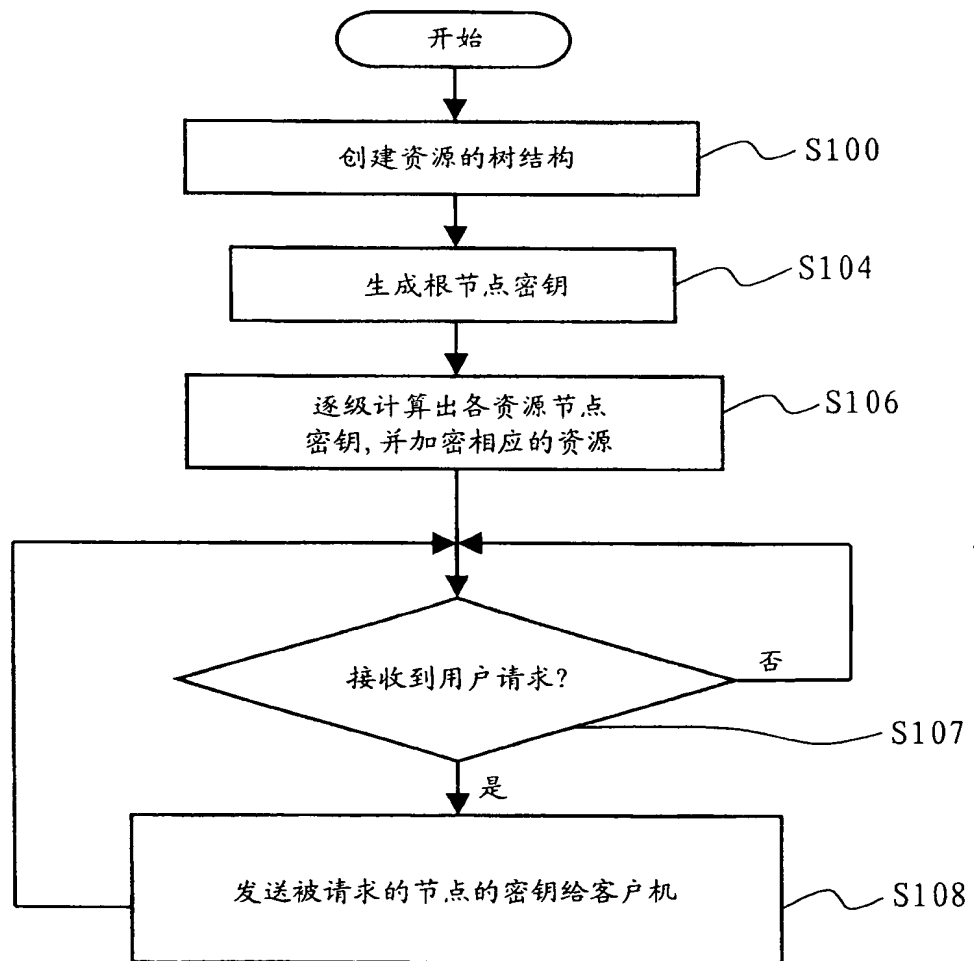 开始
创建资源的树结构
S100
生成根节点密钥
S104
逐级计算出各资源节点
密钥,并加密相应的资源
S106
接收到用户请求?
否
S107
是
发送被请求的节点的密钥给客户机
S108